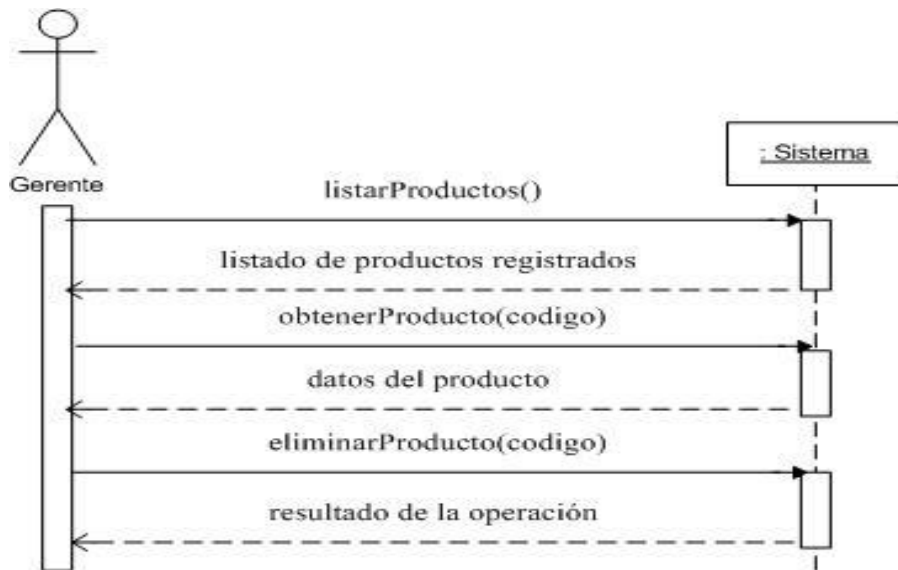 : Sistema
Gerente
listarProductos()
listado de productos registrados
obtenerProducto(codigo)
datos del producto
eliminarProducto(codigo)
resultado de la operación